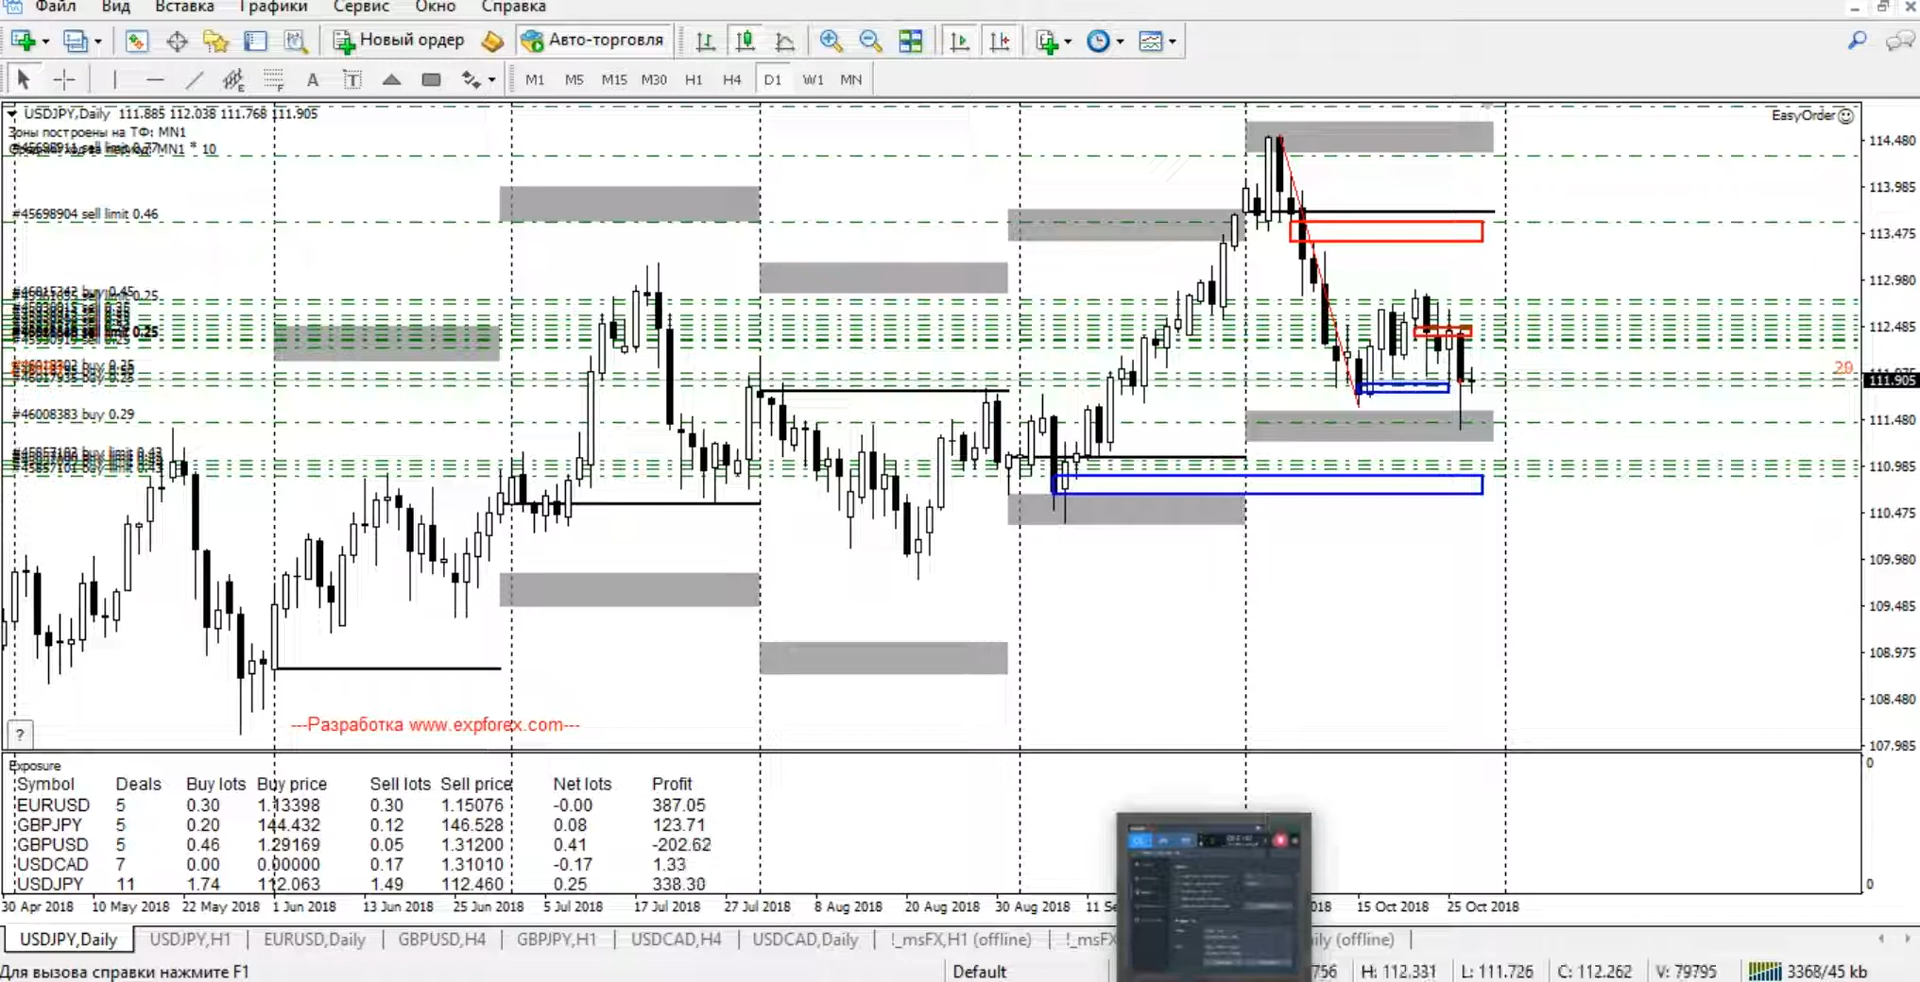 Файл Вид Вставка Графики Сервис Окно Справка
Новый ордер Авто-торговля
A T M1 M5 M15 M30 H1 H4 D1 W1 MN
USDJPY,Daily 111.885 112.038 111.768 111.905
EasyOrder
Зоны построены на ТФ: MN1
MN1 * 10
#45698904 sell limit 0.46
#46008383 buy 0.29
114.480
113.985
113.475
112.980
112.485
111.905
111.480
110.985
110.475
109.980
109.485
108.975
108.480
107.985
?
---Разработка www.expforex.com---
Exposure
Symbol Deals Buy lots Buy price Sell lots Sell price Net lots Profit
EURUSD 5 0.30 1.13398 0.30 1.15076 -0.00 387.05
GBPJPY 5 0.20 144.432 0.12 146.528 0.08 123.71
GBPUSD 5 0.46 1.29169 0.05 1.31200 0.41 -202.62
USDCAD 7 0.00 0.00000 0.17 1.31010 -0.17 1.33
USDJPY 11 1.74 112.063 1.49 112.460 0.25 338.30
0
0
30 Apr 2018 10 May 2018 22 May 2018 1 Jun 2018 13 Jun 2018 25 Jun 2018 5 Jul 2018 17 Jul 2018 27 Jul 2018 8 Aug 2018 20 Aug 2018 30 Aug 2018 15 Oct 2018 25 Oct 2018
USDJPY,Daily USDJPY,H1 EURUSD,Daily GBPUSD,H4 GBPJPY,H1 USDCAD,H4 USDCAD,Daily !_msFX,H1 (offline) (offline)
Для вызова справки нажмите F1 Default H: 112.331 L: 111.726 C: 112.262 V: 79795 3368/45 kb